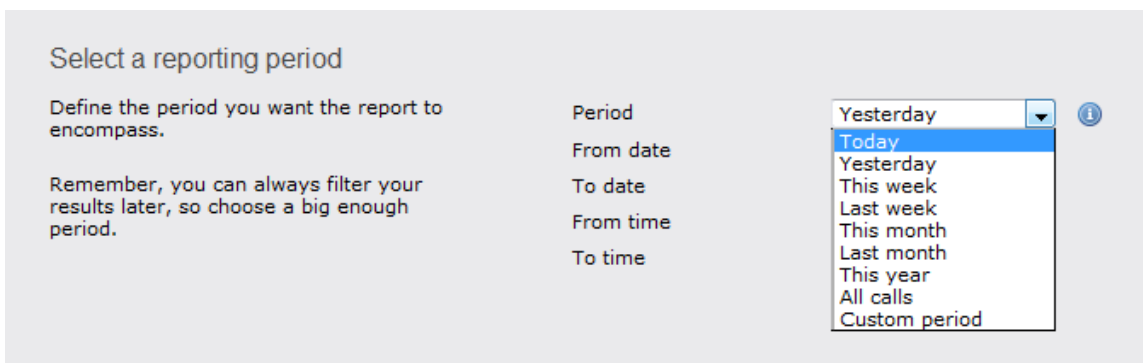 Select a reporting period
Define the period you want the report to
encompass.
Remember, you can always filter your
results later, so choose a big enough
period.
Period
From date
To date
From time
To time
Yesterday
Today
Yesterday
This week
Last week
This month
Last month
This year
All calls
Custom period